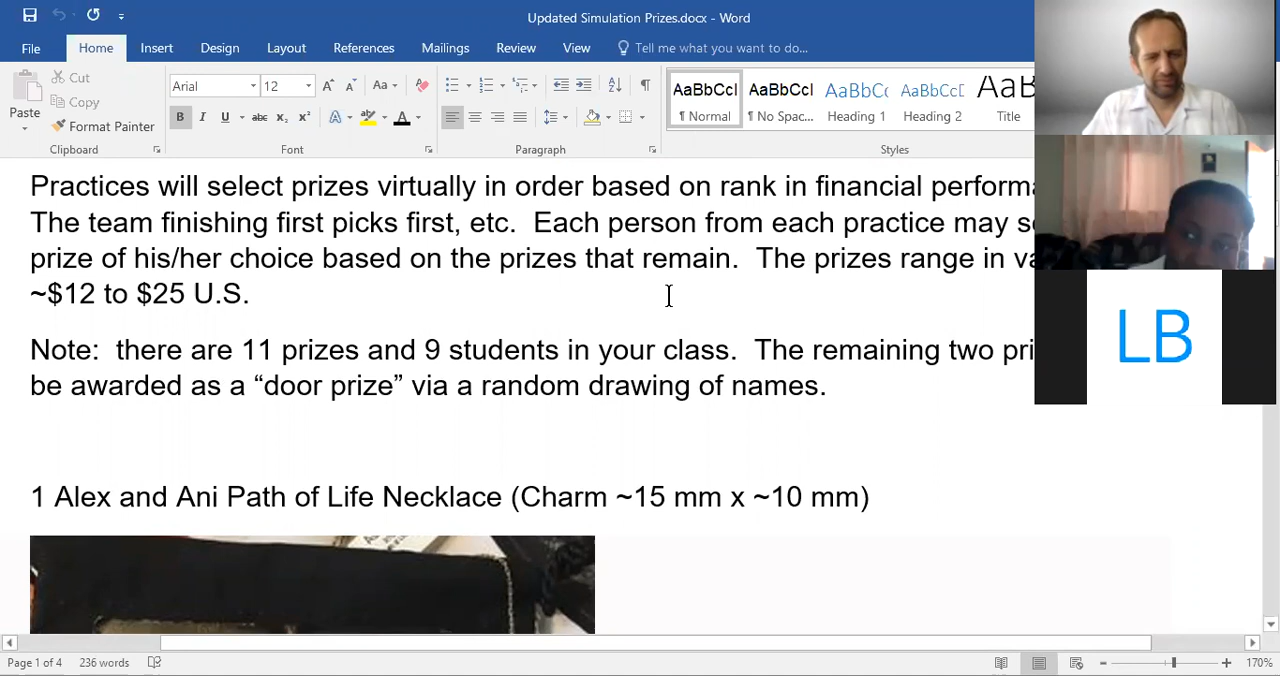 Updated Simulation Prizes.docx - Word
File Home Insert Design Layout References Mailings Review View Tell me what you want to do...
Paste
Cut
Copy
Format Painter
Clipboard
Arial 12
Aa
B I U abc X₂ X² A A
Font
Paragraph
AaBbCcI AaBbCcI AaBbCc AaBbCcD AaB
¶ Normal ¶ No Spac... Heading 1 Heading 2 Title
Styles
Practices will select prizes virtually in order based on rank in financial performa
The team finishing first picks first, etc. Each person from each practice may se
prize of his/her choice based on the prizes that remain. The prizes range in va
~$12 to $25 U.S.
Note: there are 11 prizes and 9 students in your class. The remaining two pri
be awarded as a “door prize” via a random drawing of names.
1 Alex and Ani Path of Life Necklace (Charm ~15 mm x ~10 mm)
LB
Page 1 of 4 236 words 170%